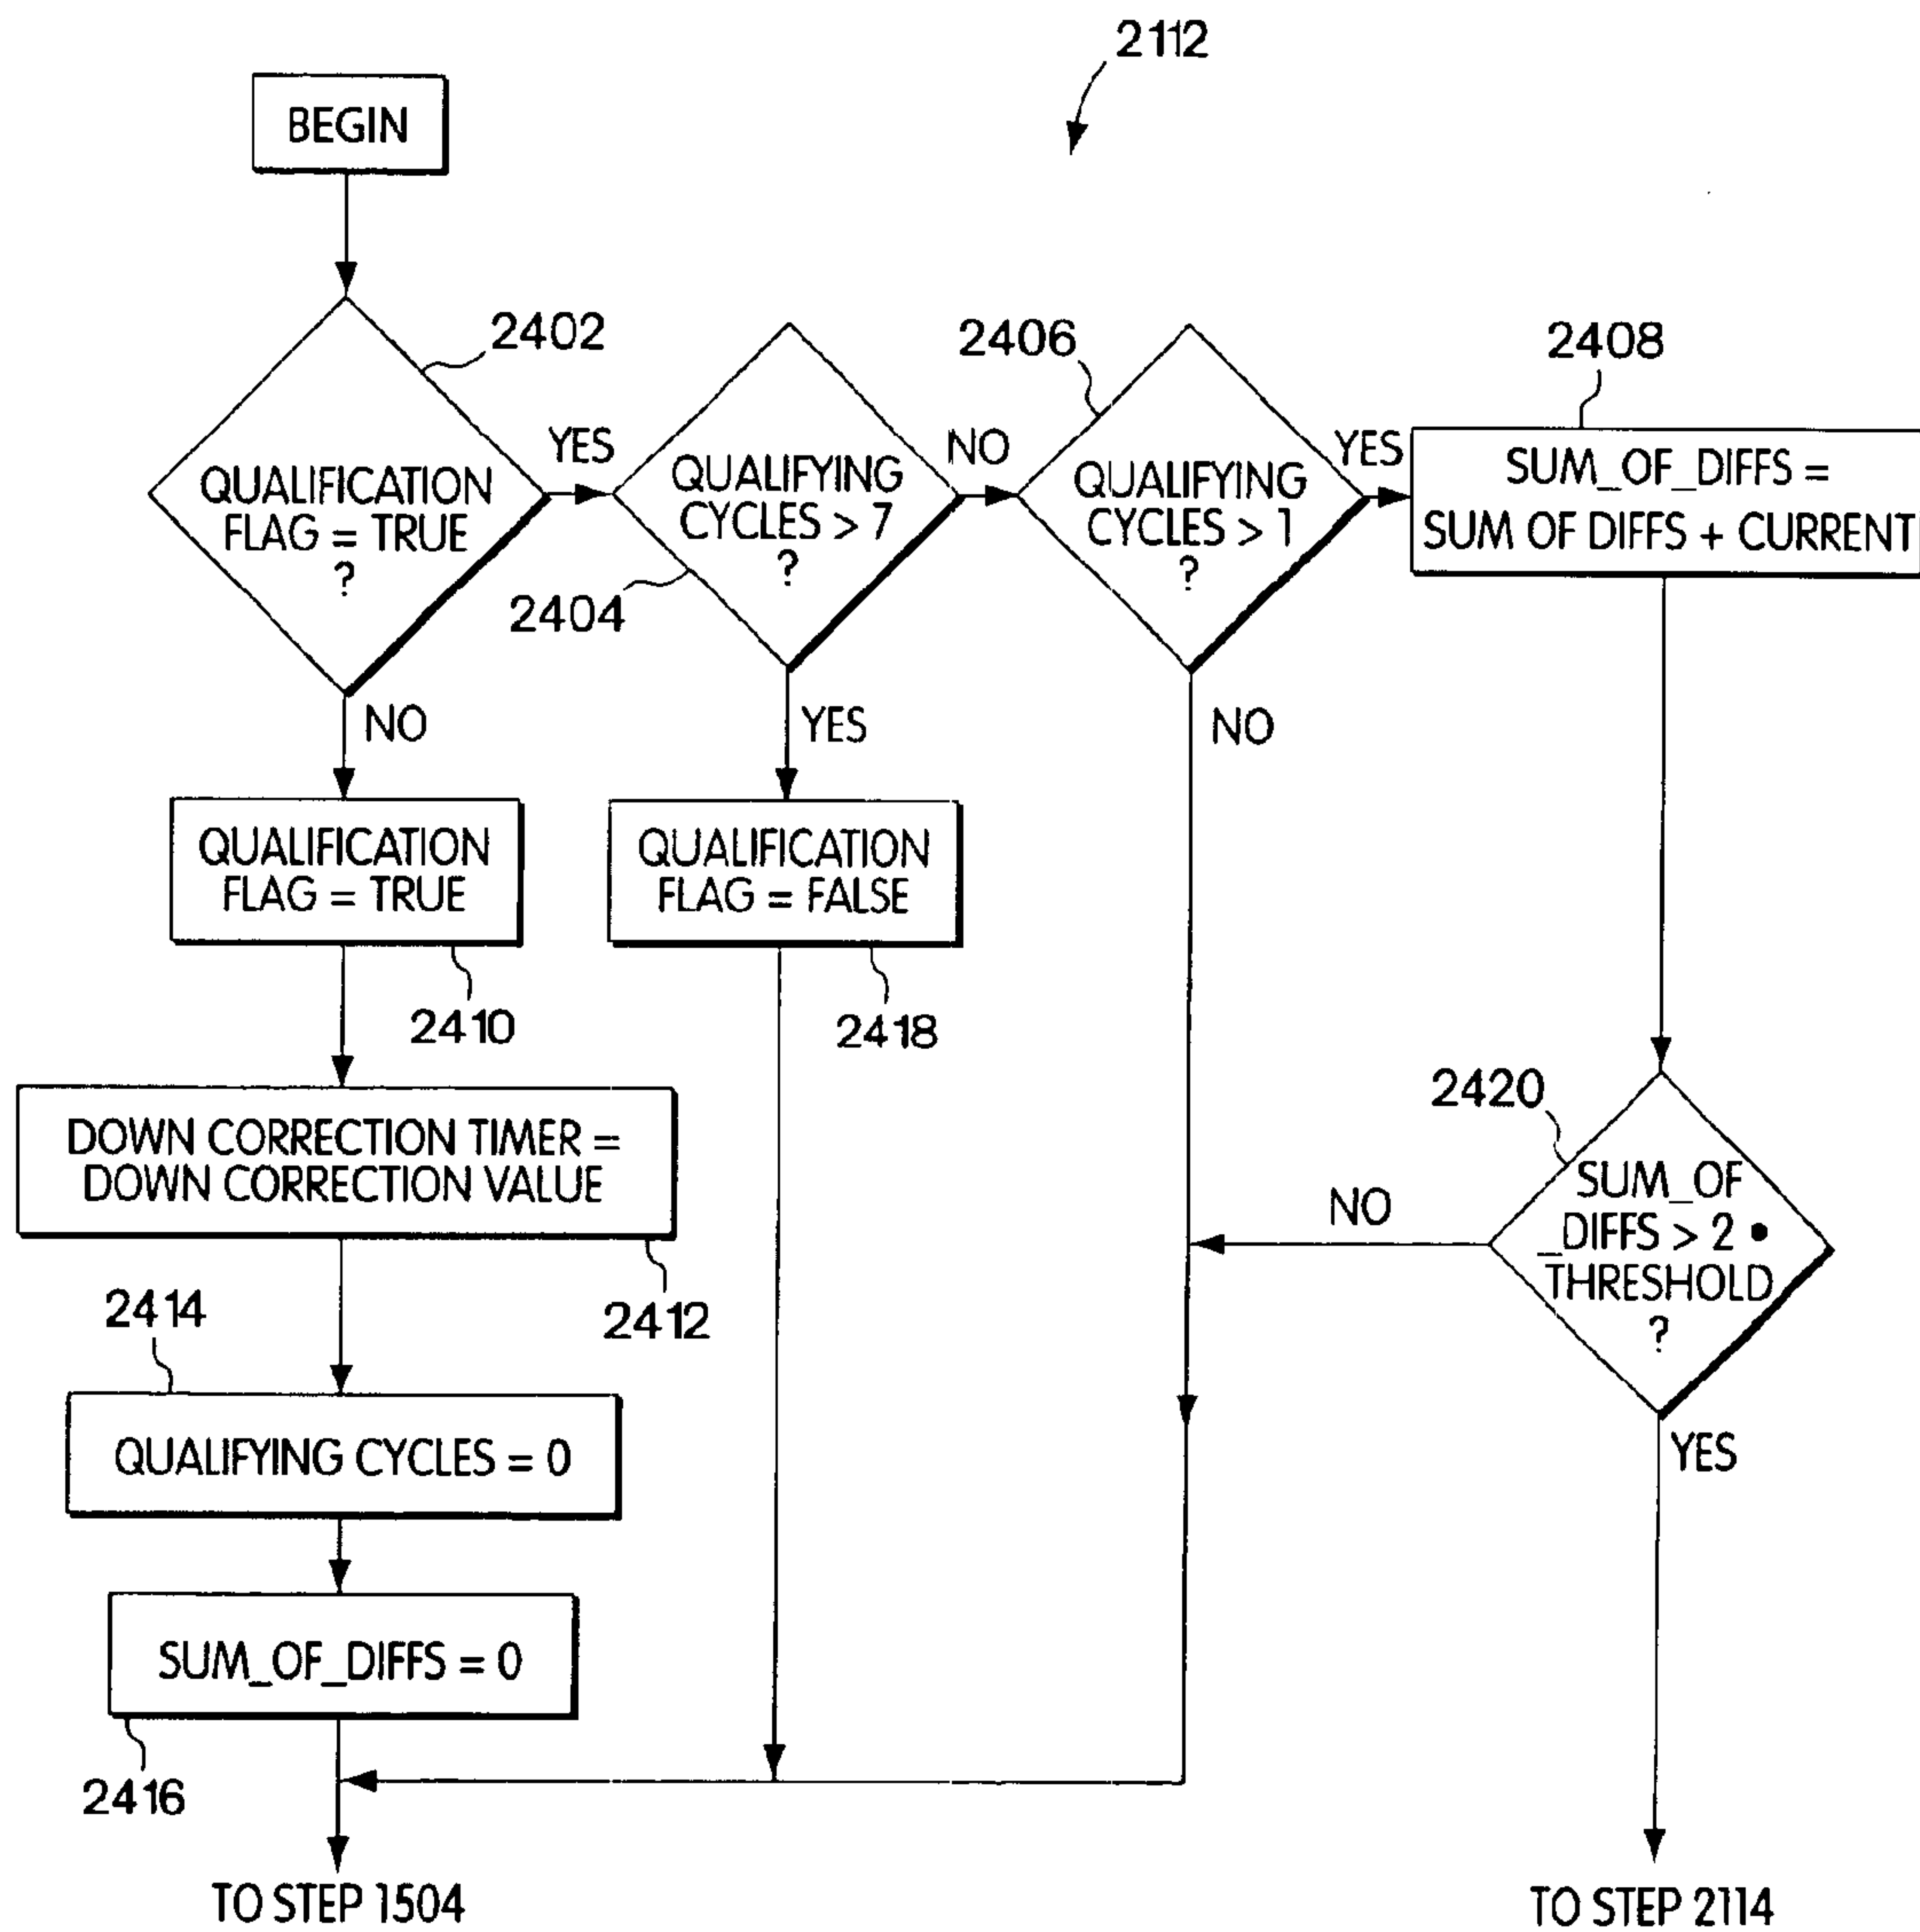 2112
BEGIN
2402
2406
2408
YES
NO
YES
QUALIFICATION
FLAG = TRUE
?
QUALIFYING
CYCLES > 7
?
QUALIFYING
CYCLES > 1
?
SUM_OF_DIFFS =
SUM OF DIFFS + CURRENT
2404
NO
YES
NO
QUALIFICATION
FLAG = TRUE
QUALIFICATION
FLAG = FALSE
2410
2418
2420
DOWN CORRECTION TIMER =
DOWN CORRECTION VALUE
SUM_OF
_DIFFS > 2 •
THRESHOLD
?
NO
2414
2412
YES
QUALIFYING CYCLES = 0
SUM_OF_DIFFS = 0
2416
TO STEP 1504
TO STEP 2114